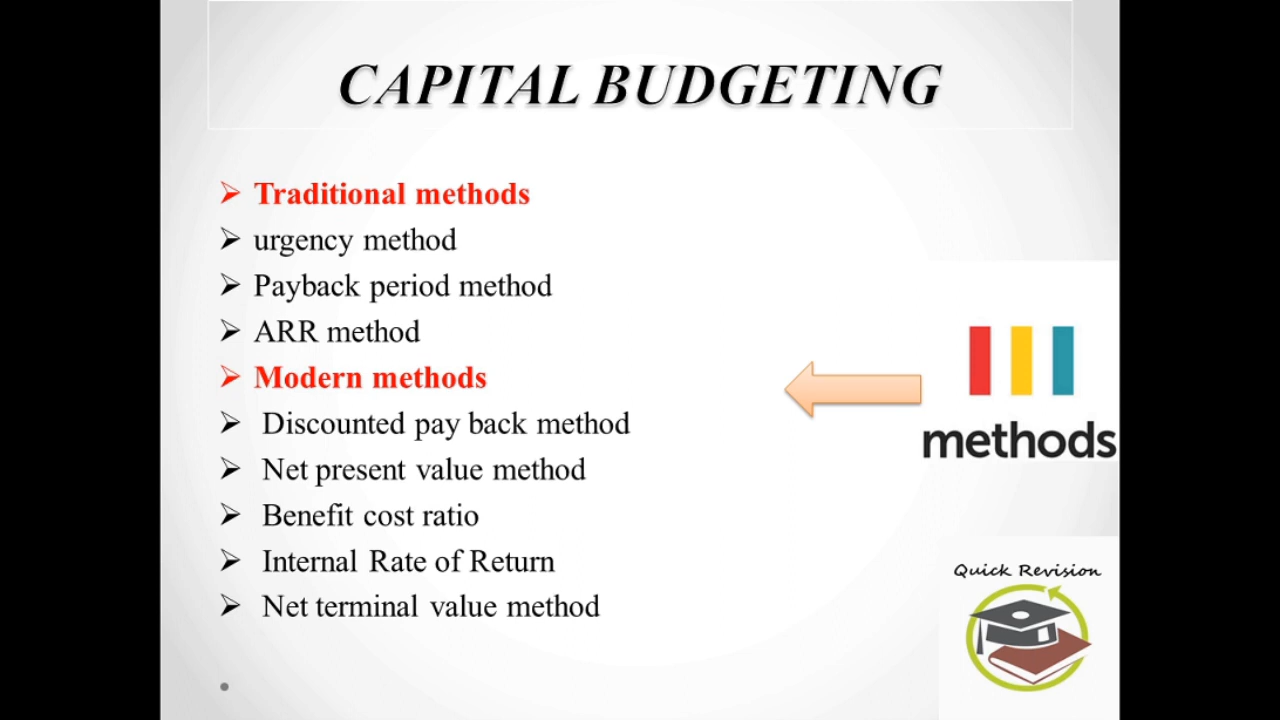 CAPITAL BUDGETING
Traditional methods
urgency method
Payback period method
ARR method
Modern methods
Discounted pay back method
Net present value method
Benefit cost ratio
Internal Rate of Return
Net terminal value method
methods
Quick Revision